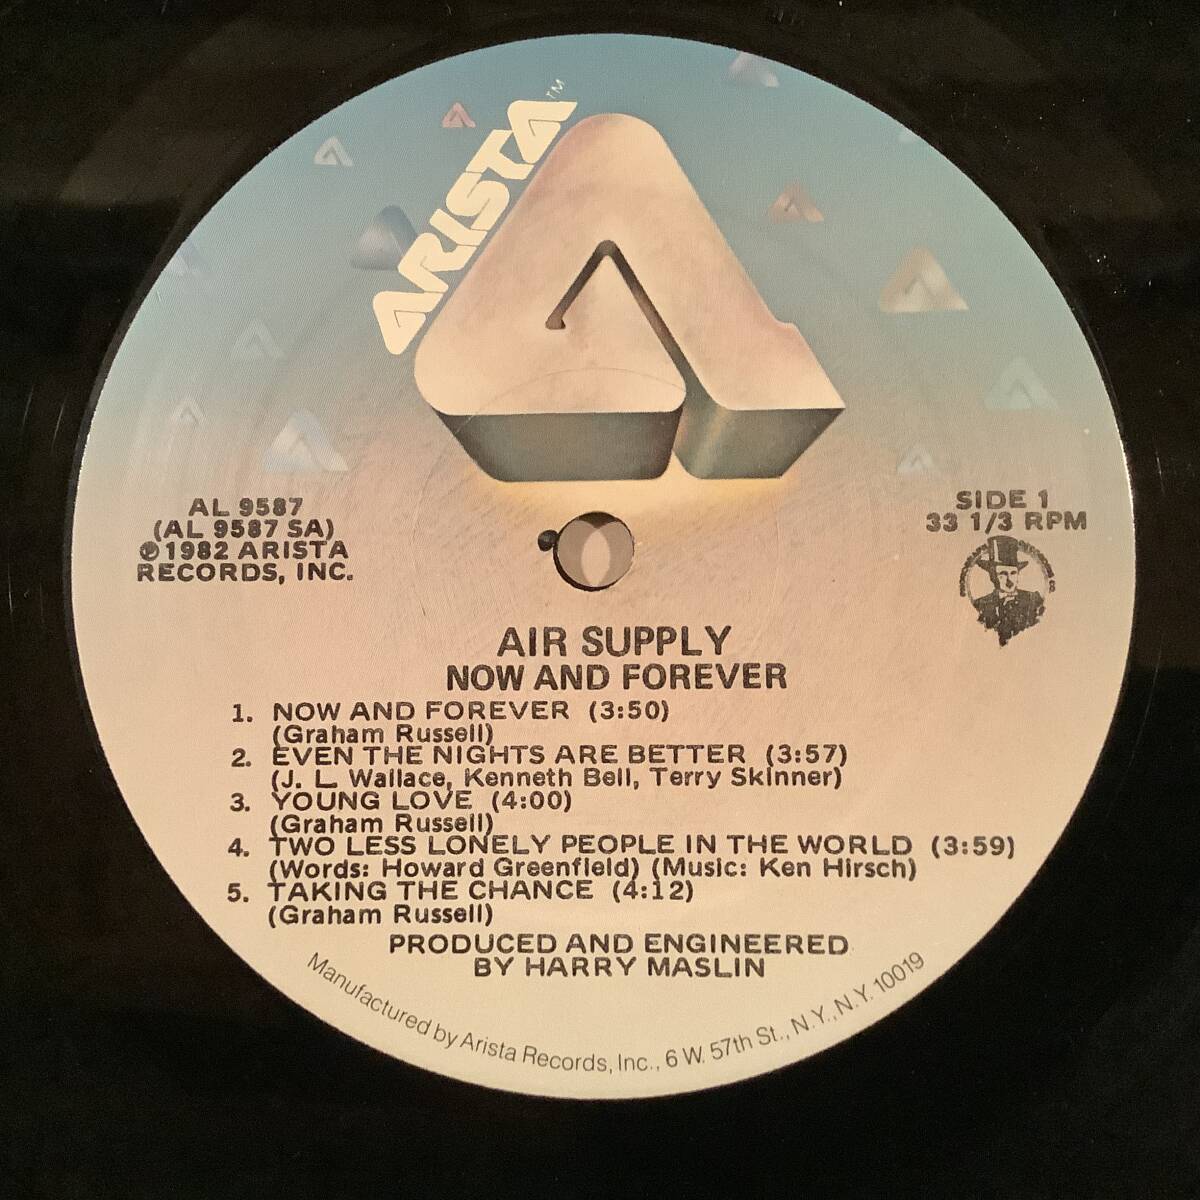 ARISTA™
AL 9587
(AL 9587 SA)
℗1982 ARISTA
RECORDS, INC.
SIDE 1
33 1/3 RPM
AIR SUPPLY
NOW AND FOREVER
1. NOW AND FOREVER (3:50)
(Graham Russell)
2. EVEN THE NIGHTS ARE BETTER (3:57)
(J. L. Wallace, Kenneth Bell, Terry Skinner)
3. YOUNG LOVE (4:00)
(Graham Russell)
4. TWO LESS LONELY PEOPLE IN THE WORLD (3:59)
(Words: Howard Greenfield) (Music: Ken Hirsch)
5. TAKING THE CHANCE (4:12)
(Graham Russell)
PRODUCED AND ENGINEERED
BY HARRY MASLIN
Manufactured by Arista Records, Inc., 6 W. 57th St., N.Y., N.Y. 10019